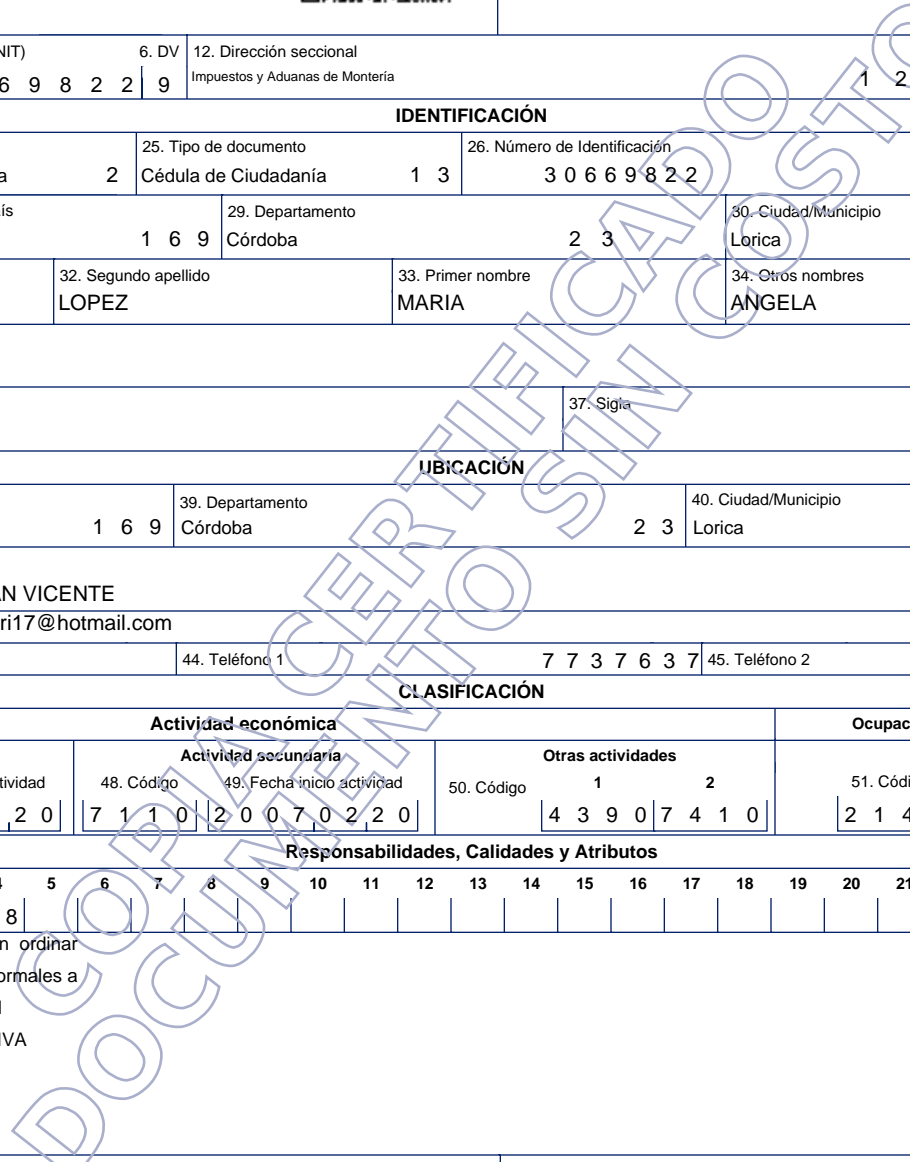 NIT) 6. DV 12. Dirección seccional
6 9 8 2 2 9 Impuestos y Aduanas de Montería 1 2
IDENTIFICACIÓN
25. Tipo de documento 26. Número de Identificación
a 2 Cédula de Ciudadanía 1 3 3 0 6 6 9 8 2 2
ís 29. Departamento 30. Ciudad/Municipio
1 6 9 Córdoba 2 3 Lorica
32. Segundo apellido 33. Primer nombre 34. Otros nombres
LOPEZ MARIA ANGELA
37. Sigla
UBICACIÓN
39. Departamento 40. Ciudad/Municipio
1 6 9 Córdoba 2 3 Lorica
AN VICENTE
ri17@hotmail.com
44. Teléfono 1 7 7 3 7 6 3 7 45. Teléfono 2
CLASIFICACIÓN
Actividad económica Ocupac
Actividad secundaria Otras actividades
tividad 48. Código 49. Fecha inicio actividad 50. Código 1 2 51. Códi
2 0 7 1 1 0 2 0 0 7 0 2 2 0 4 3 9 0 7 4 1 0 2 1 4
Responsabilidades, Calidades y Atributos
4 5 6 7 8 9 10 11 12 13 14 15 16 17 18 19 20 21
8
n ordinar
ormales a
l
IVA
COPIA CERTIFICADO
DOCUMENTO SIN COSTO